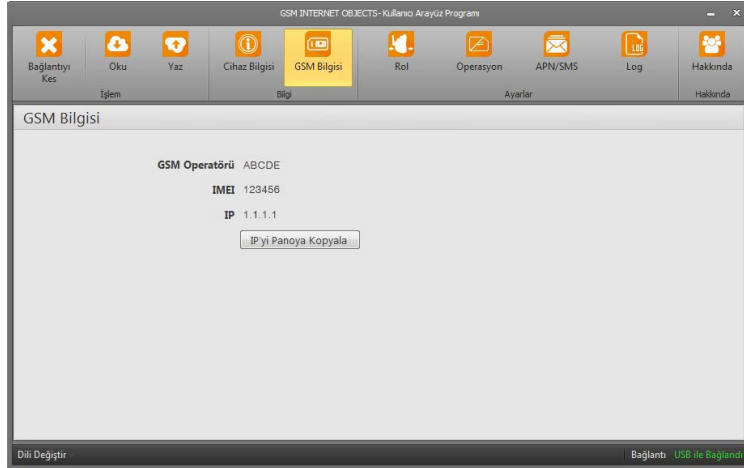 GSM INTERNET OBJECTS- Kullanıcı Arayüz Programı
Bağlantıyı Kes
Oku
Yaz
Cihaz Bilgisi
GSM Bilgisi
Rol
Operasyon
APN/SMS
Log
Hakkında
İşlem
Bilgi
Ayarlar
Hakkında
GSM Bilgisi
GSM Operatörü ABCDE
IMEI 123456
IP 1.1.1.1
IP'yi Panoya Kopyala
Dili Değiştir
Bağlantı USB ile Bağlandı